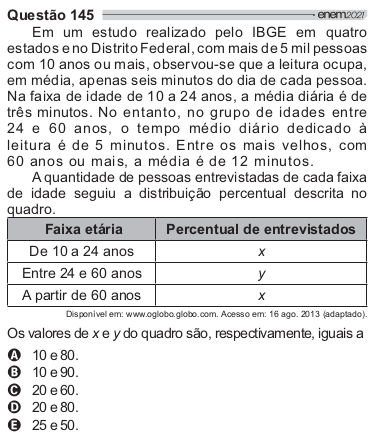 Questão 145 enem2021
Em um estudo realizado pelo IBGE em quatro
estados e no Distrito Federal, com mais de 5 mil pessoas
com 10 anos ou mais, observou-se que a leitura ocupa,
em média, apenas seis minutos do dia de cada pessoa.
Na faixa de idade de 10 a 24 anos, a média diária é de
três minutos. No entanto, no grupo de idades entre
24 e 60 anos, o tempo médio diário dedicado à
leitura é de 5 minutos. Entre os mais velhos, com
60 anos ou mais, a média é de 12 minutos.
A quantidade de pessoas entrevistadas de cada faixa
de idade seguiu a distribuição percentual descrita no
quadro.
Faixa etária Percentual de entrevistados
De 10 a 24 anos x
Entre 24 e 60 anos y
A partir de 60 anos x
Disponível em: www.oglobo.globo.com. Acesso em: 16 ago. 2013 (adaptado).
Os valores de x e y do quadro são, respectivamente, iguais a
A 10 e 80.
B 10 e 90.
C 20 e 60.
D 20 e 80.
E 25 e 50.